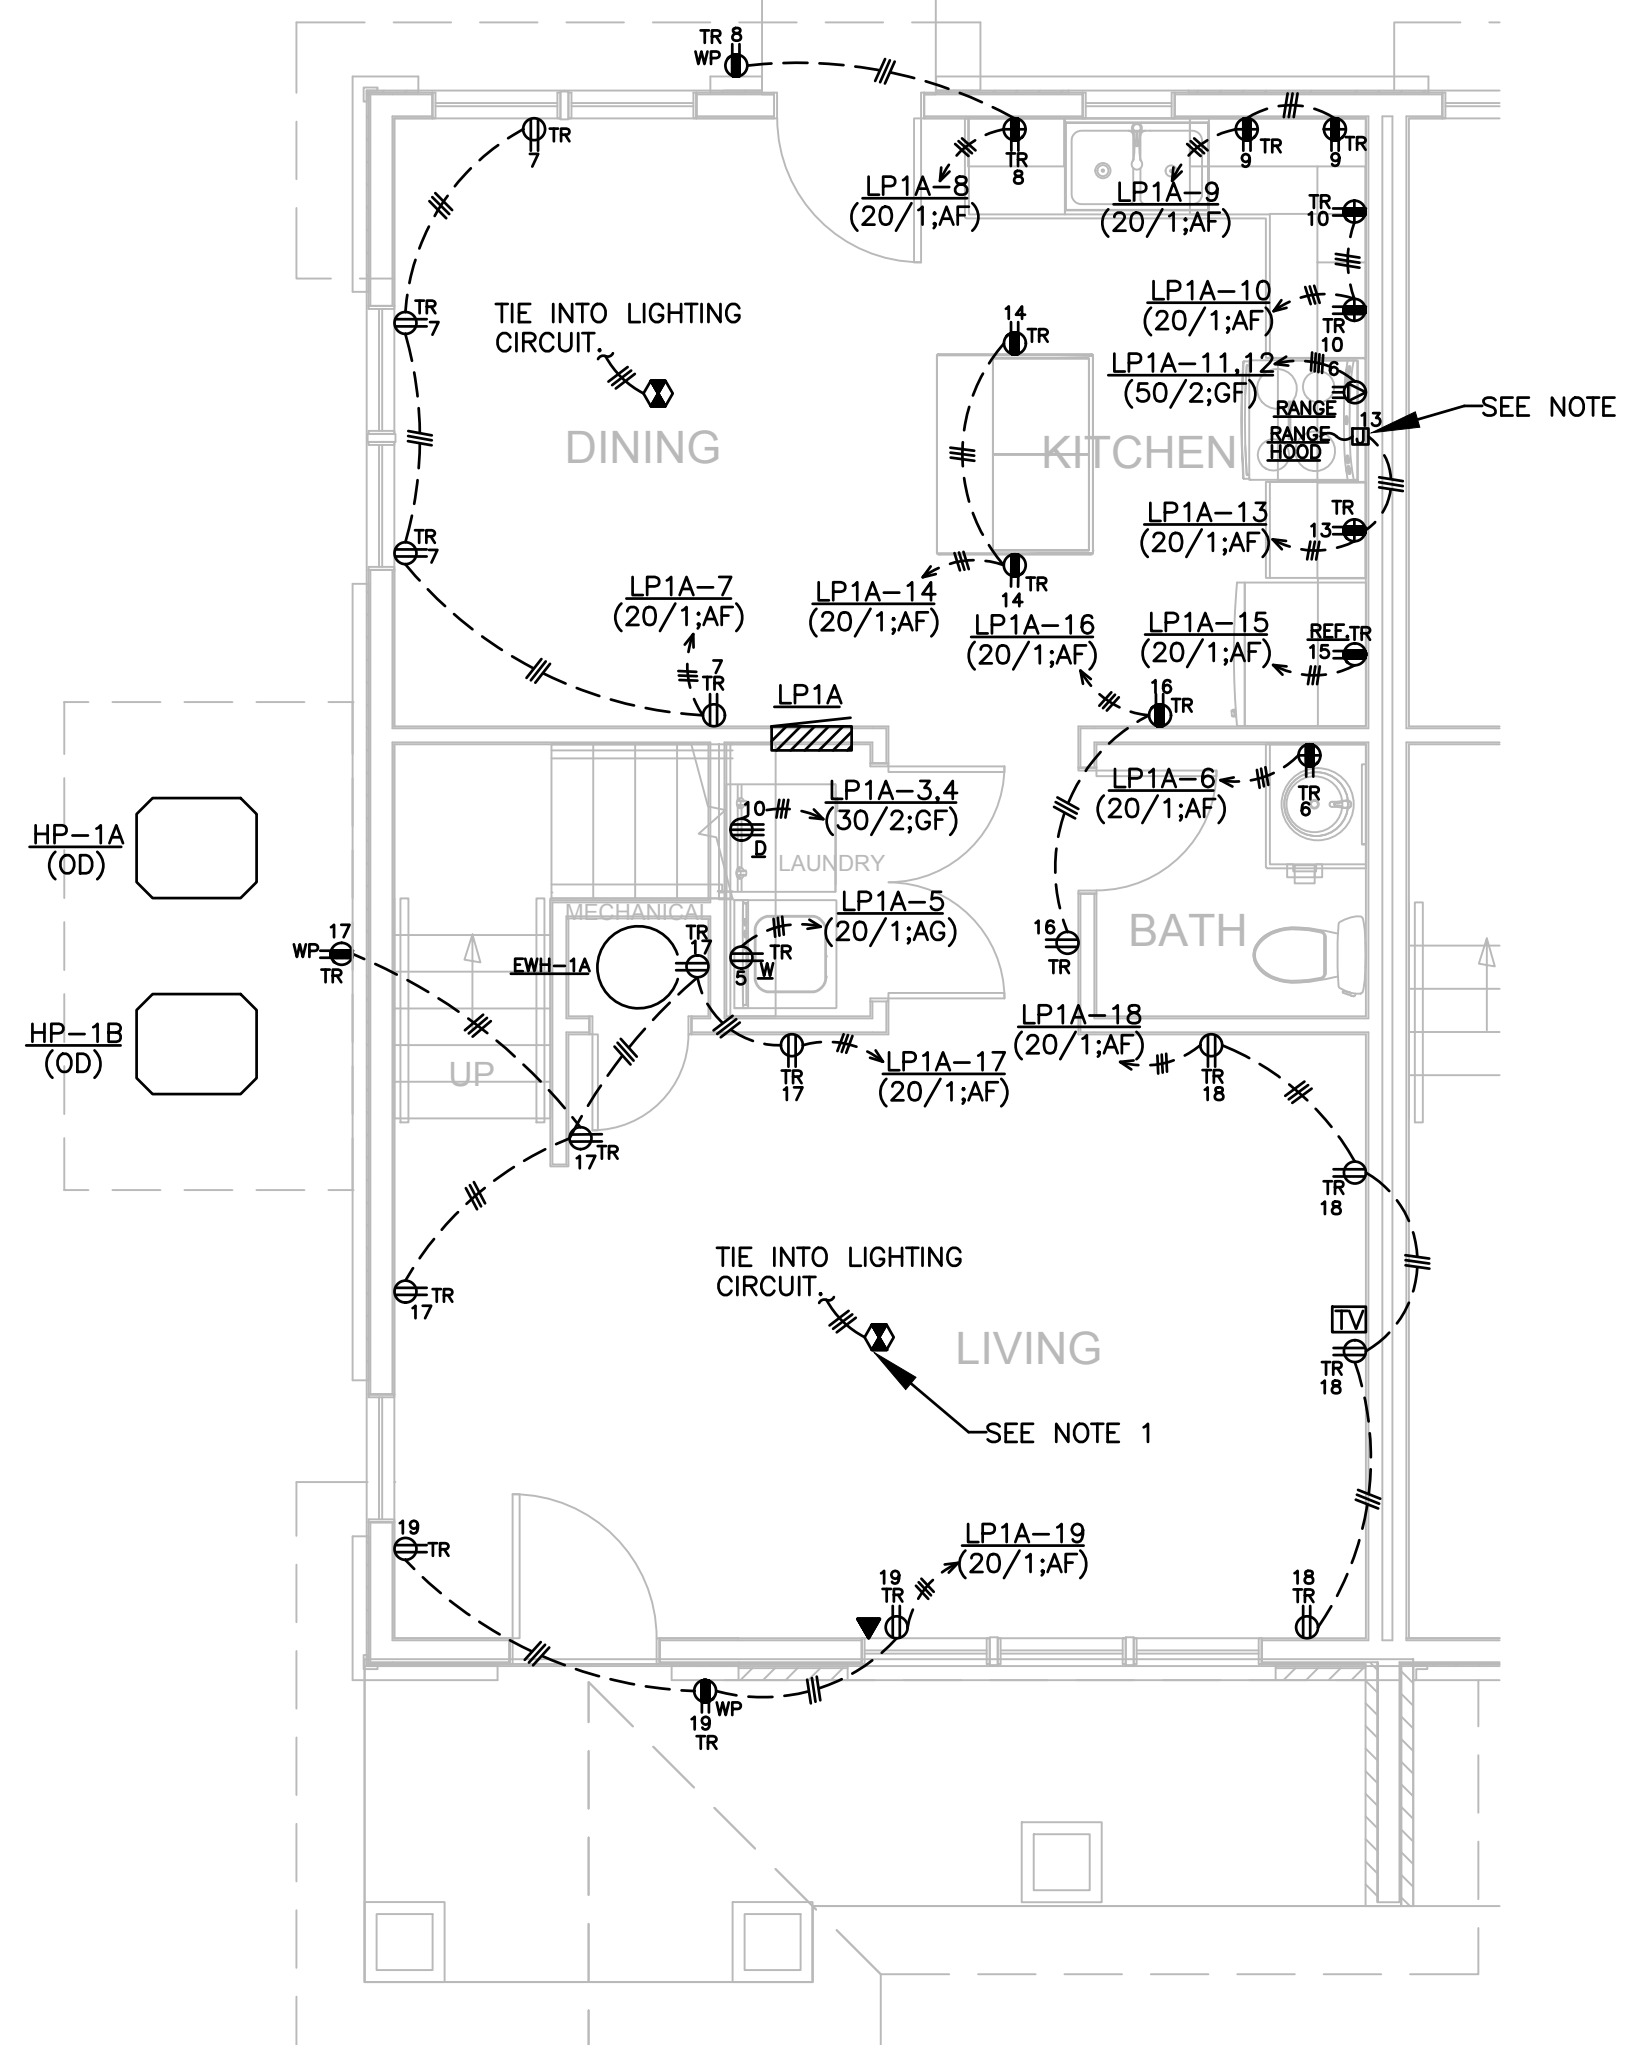 TR 8
WP
TR
7
TR
8
LP1A-8
(20/1;AF)
LP1A-9
(20/1;AF)
TR
9
TR
9
TR
10
TR
7
TIE INTO LIGHTING
CIRCUIT.
14
TR
LP1A-10
(20/1;AF)
TR
10
LP1A-11,12
(50/2;GF)
6
RANGE
13
SEE NOTE
RANGE
HOOD
J
DINING
KITCHEN
TR
7
LP1A-13
(20/1;AF)
TR
13
LP1A-7
(20/1;AF)
LP1A-14
(20/1;AF)
TR
14
LP1A-16
(20/1;AF)
LP1A-15
(20/1;AF)
REF.TR
15
7
TR
LP1A
16
TR
LP1A-6
(20/1;AF)
TR
6
LP1A-3,4
(30/2;GF)
10
D
LAUNDRY
HP-1A
(OD)
LP1A-5
(20/1;AG)
MECHANICAL
BATH
17
WP
TR
EWH-1A
TR
17
TR
W
5
16
TR
HP-1B
(OD)
UP
LP1A-18
(20/1;AF)
LP1A-17
(20/1;AF)
TR
17
TR
18
17
TR
TR
18
17
TR
TIE INTO LIGHTING
CIRCUIT.
LIVING
TV
TR
18
SEE NOTE 1
19
TR
LP1A-19
(20/1;AF)
19
TR
18
TR
WP
19
TR